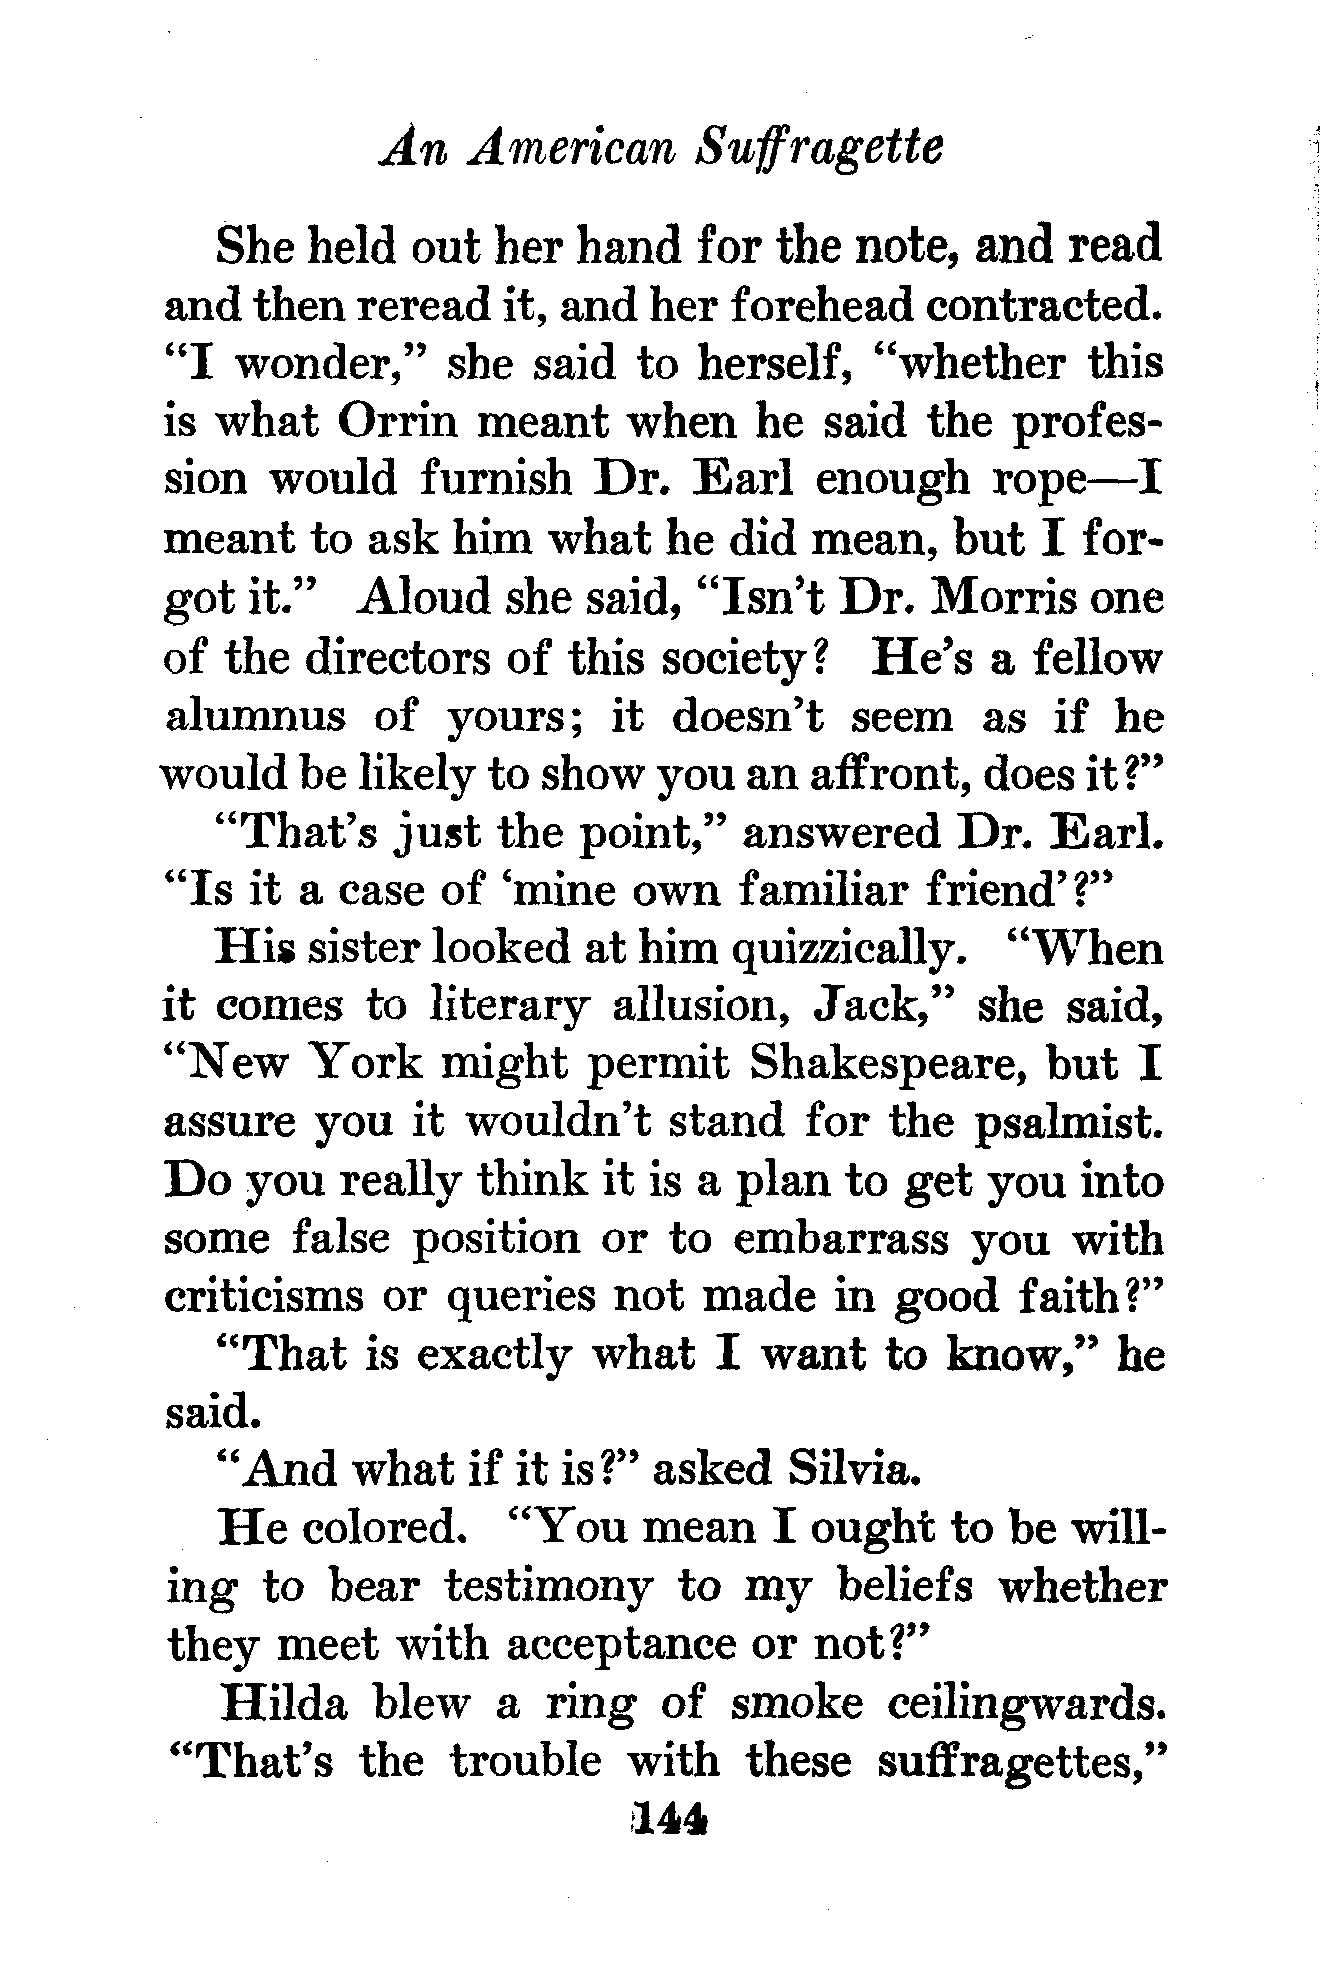 An American Suffragette
She held out her hand for the note, and read
and then reread it, and her forehead contracted.
“I wonder,” she said to herself, “whether this
is what Orrin meant when he said the profes-
sion would furnish Dr. Earl enough rope—I
meant to ask him what he did mean, but I for-
got it.” Aloud she said, “Isn’t Dr. Morris one
of the directors of this society? He’s a fellow
alumnus of yours; it doesn’t seem as if he
would be likely to show you an affront, does it?”
“That’s just the point,” answered Dr. Earl.
“Is it a case of ‘mine own familiar friend’?”
His sister looked at him quizzically. “When
it comes to literary allusion, Jack,” she said,
“New York might permit Shakespeare, but I
assure you it wouldn’t stand for the psalmist.
Do you really think it is a plan to get you into
some false position or to embarrass you with
criticisms or queries not made in good faith?”
“That is exactly what I want to know,” he
said.
“And what if it is?” asked Silvia.
He colored. “You mean I ought to be will-
ing to bear testimony to my beliefs whether
they meet with acceptance or not?”
Hilda blew a ring of smoke ceilingwards.
“That’s the trouble with these suffragettes,”
144